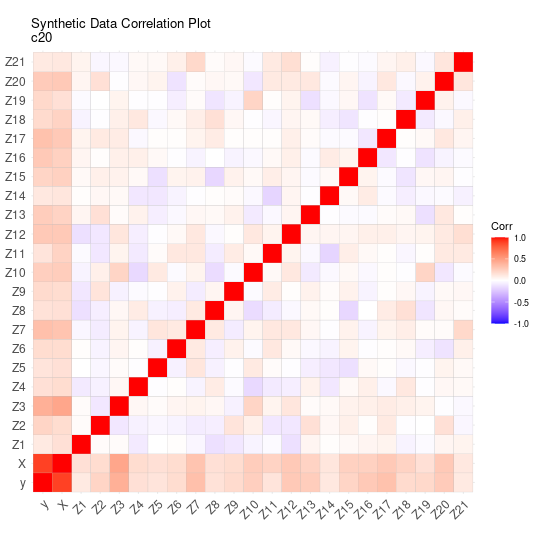 Synthetic Data Correlation Plot
c20
Z21
Z20
Z19
Z18
Z17
Z16
Z15
Z14
Z13
Z12
Z11
Z10
Z9
Z8
Z7
Z6
Z5
Z4
Z3
Z2
Z1
X
y
Corr
1.0
0.5
0.0
-0.5
-1.0
y X Z1 Z2 Z3 Z4 Z5 Z6 Z7 Z8 Z9 Z10 Z11 Z12 Z13 Z14 Z15 Z16 Z17 Z18 Z19 Z20 Z21